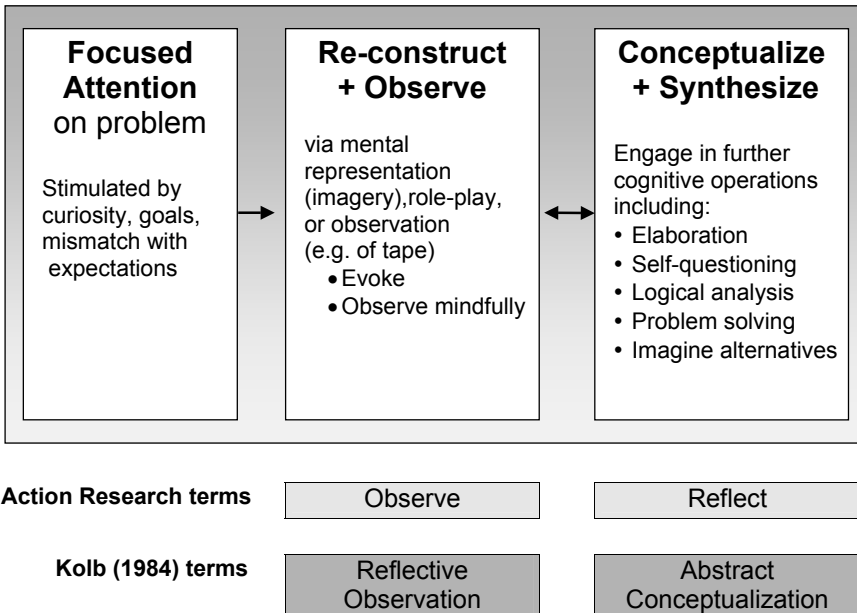 Focused
Attention
on problem
Stimulated by
curiosity, goals,
mismatch with
expectations
Re-construct
+ Observe
via mental
representation
(imagery),role-play,
or observation
(e.g. of tape)
• Evoke
• Observe mindfully
Conceptualize
+ Synthesize
Engage in further
cognitive operations
including:
• Elaboration
• Self-questioning
• Logical analysis
• Problem solving
• Imagine alternatives
Action Research terms
Observe
Reflect
Kolb (1984) terms
Reflective
Observation
Abstract
Conceptualization